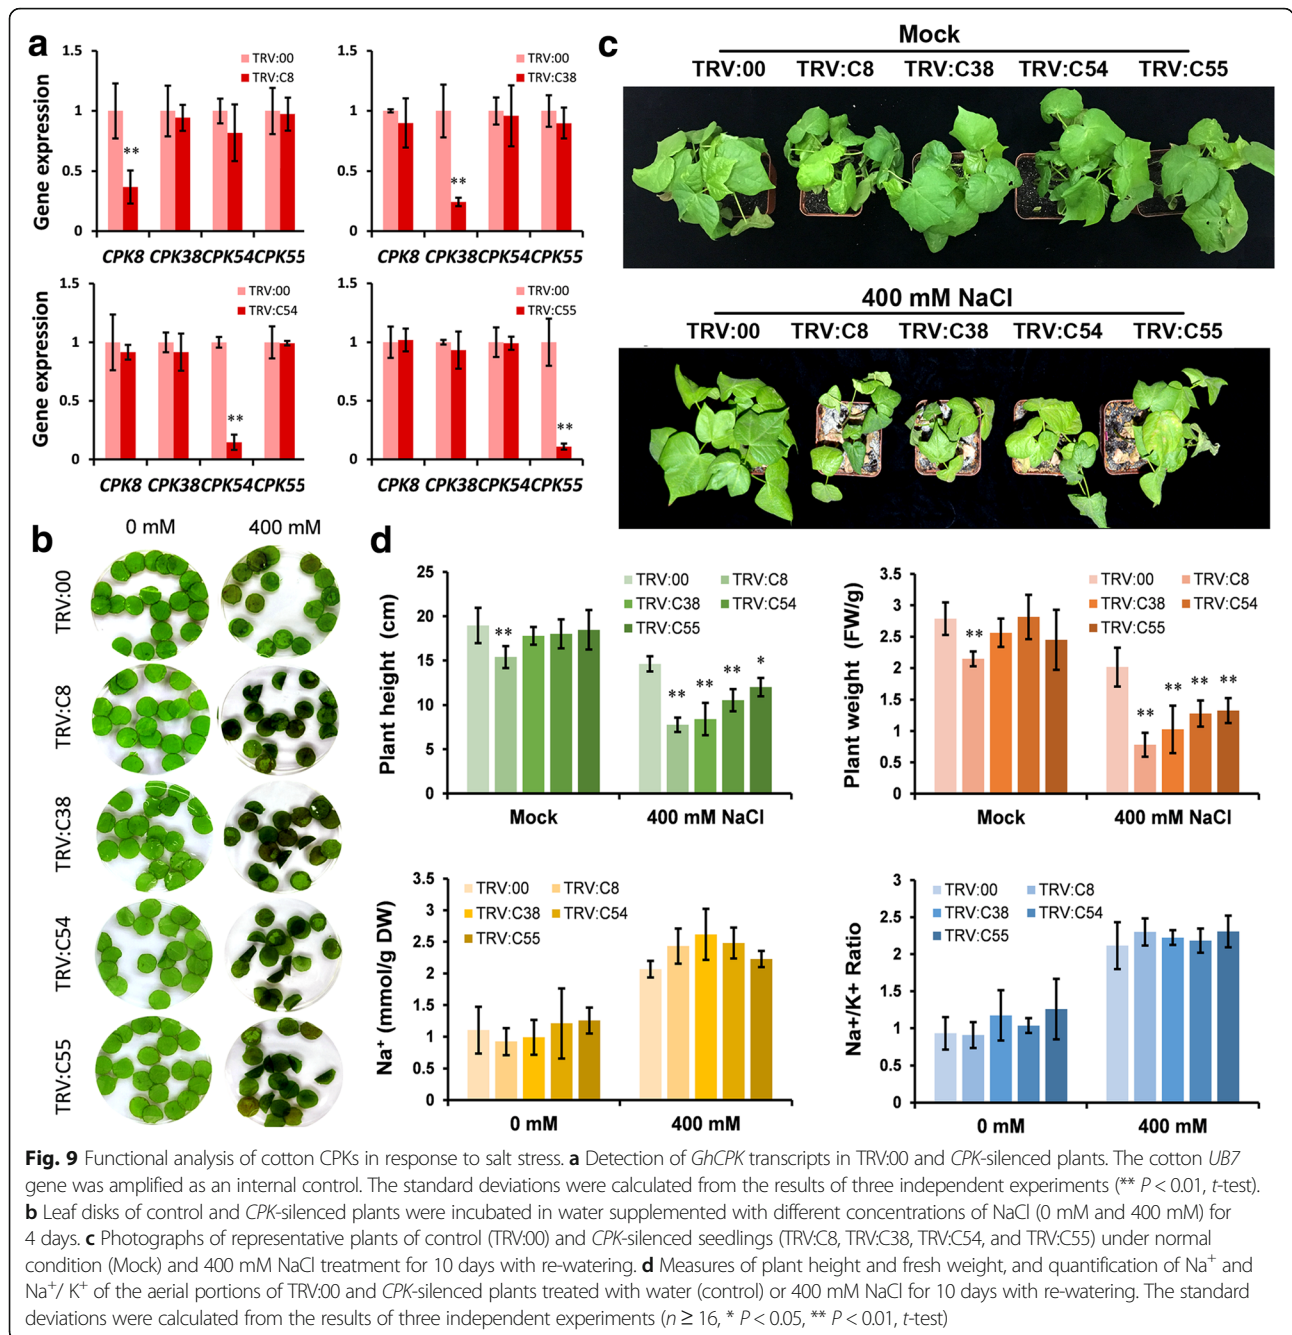 a
1.5
1
0.5
0
Gene expression
TRV:00
TRV:C8
**
CPK8 CPK38 CPK54 CPK55
1.5
1
0.5
0
TRV:00
TRV:C38
**
CPK8 CPK38 CPK54 CPK55
1.5
1
0.5
0
Gene expression
TRV:00
TRV:C54
**
CPK8 CPK38 CPK54 CPK55
1.5
1
0.5
0
TRV:00
TRV:C55
**
CPK8 CPK38 CPK54 CPK55
c
Mock
TRV:00 TRV:C8 TRV:C38 TRV:C54 TRV:C55
400 mM NaCl
TRV:00 TRV:C8 TRV:C38 TRV:C54 TRV:C55
b
0 mM 400 mM
TRV:00
TRV:C8
TRV:C38
TRV:C54
TRV:C55
d
25
20
15
10
5
0
Plant height (cm)
TRV:00 TRV:C8
TRV:C38 TRV:C54
TRV:C55
**
** ** ** *
Mock 400 mM NaCl
3.5
3
2.5
2
1.5
1
0.5
0
Plant weight (FW/g)
TRV:00 TRV:C8
TRV:C38 TRV:C54
TRV:C55
**
** ** ** **
Mock 400 mM NaCl
3.5
3
2.5
2
1.5
1
0.5
0
Na⁺ (mmol/g DW)
TRV:00 TRV:C8
TRV:C38 TRV:C54
TRV:C55
0 mM 400 mM
3
2.5
2
1.5
1
0.5
0
Na+/K+ Ratio
TRV:00 TRV:C8
TRV:C38 TRV:C54
TRV:C55
0 mM 400 mM
Fig. 9 Functional analysis of cotton CPKs in response to salt stress. a Detection of GhCPK transcripts in TRV:00 and CPK-silenced plants. The cotton UB7
gene was amplified as an internal control. The standard deviations were calculated from the results of three independent experiments (** P < 0.01, t-test).
b Leaf disks of control and CPK-silenced plants were incubated in water supplemented with different concentrations of NaCl (0 mM and 400 mM) for
4 days. c Photographs of representative plants of control (TRV:00) and CPK-silenced seedlings (TRV:C8, TRV:C38, TRV:C54, and TRV:C55) under normal
condition (Mock) and 400 mM NaCl treatment for 10 days with re-watering. d Measures of plant height and fresh weight, and quantification of Na⁺ and
Na⁺/ K⁺ of the aerial portions of TRV:00 and CPK-silenced plants treated with water (control) or 400 mM NaCl for 10 days with re-watering. The standard
deviations were calculated from the results of three independent experiments (n ≥ 16, * P < 0.05, ** P < 0.01, t-test)